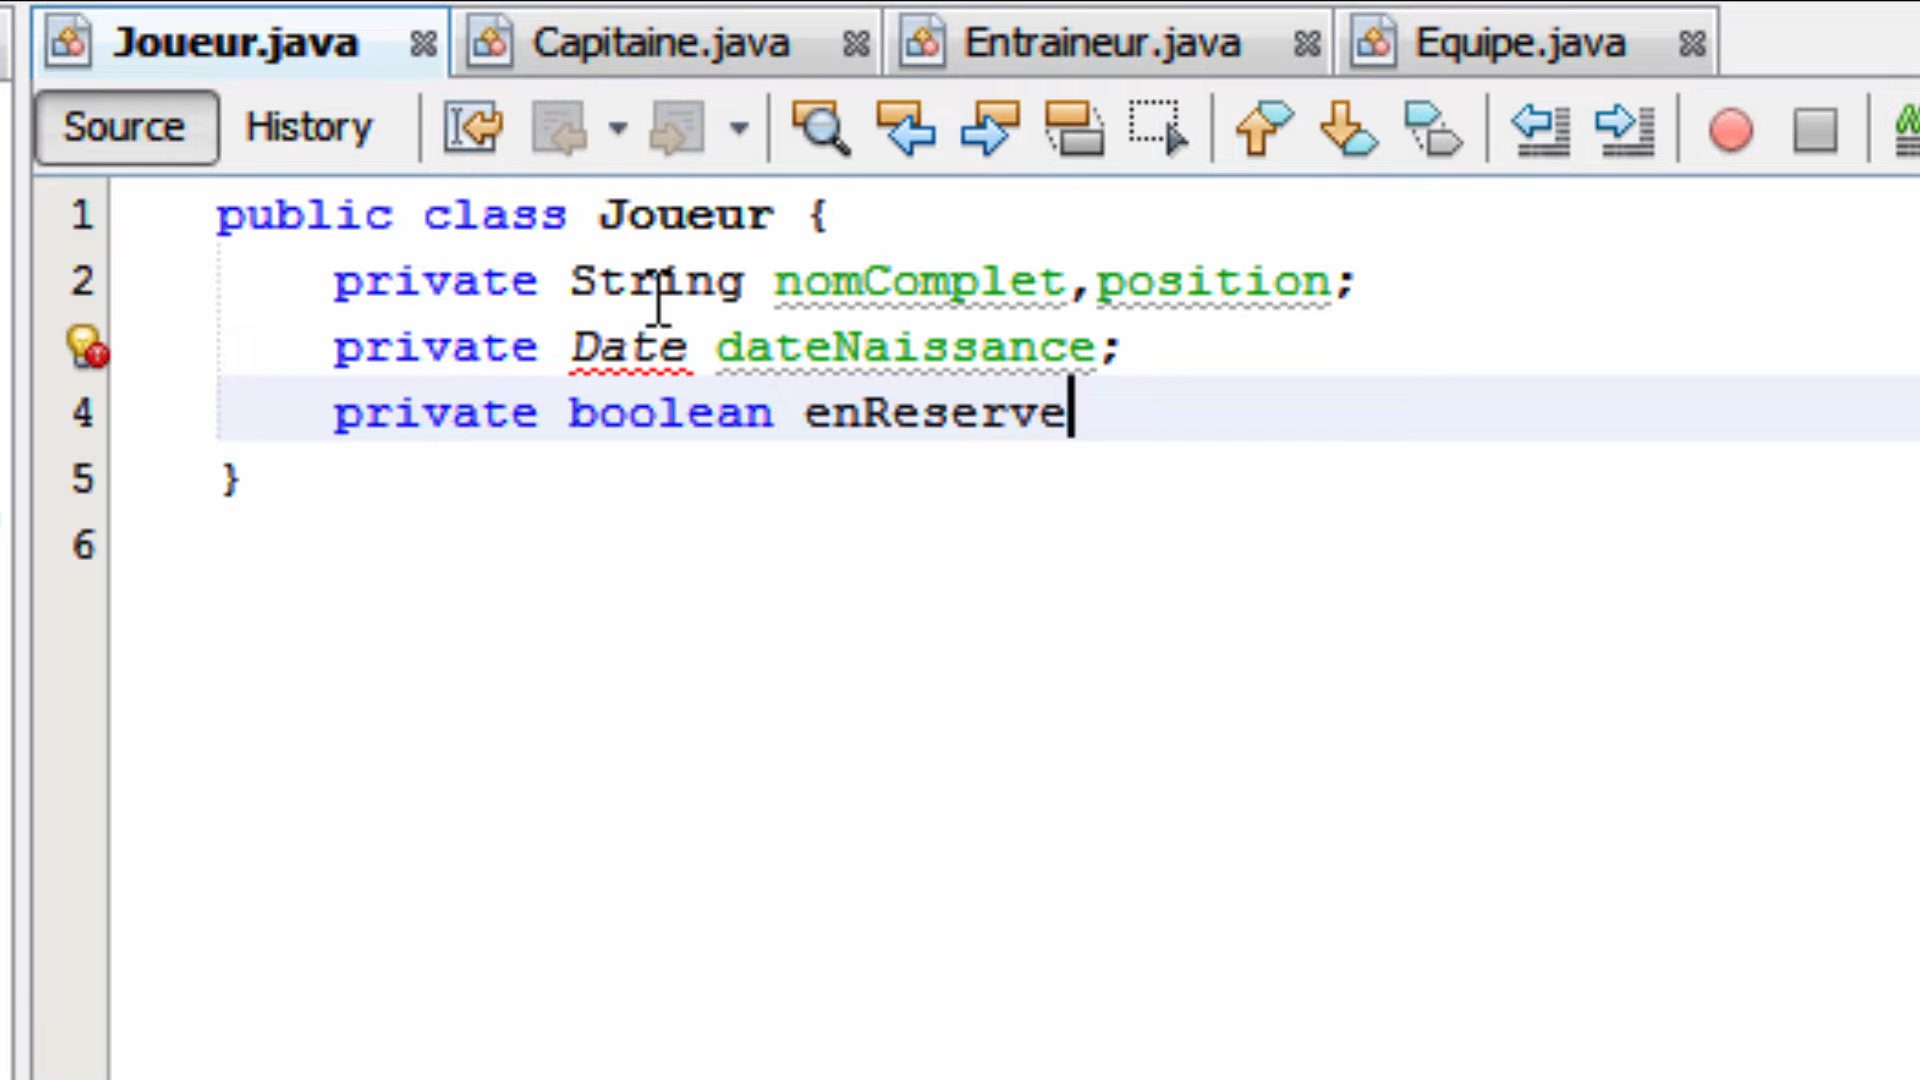 Joueur.java Capitaine.java Entraineur.java Equipe.java
Source History
1 public class Joueur {
2 private String nomComplet,position;
private Date dateNaissance;
4 private boolean enReserve
5 }
6